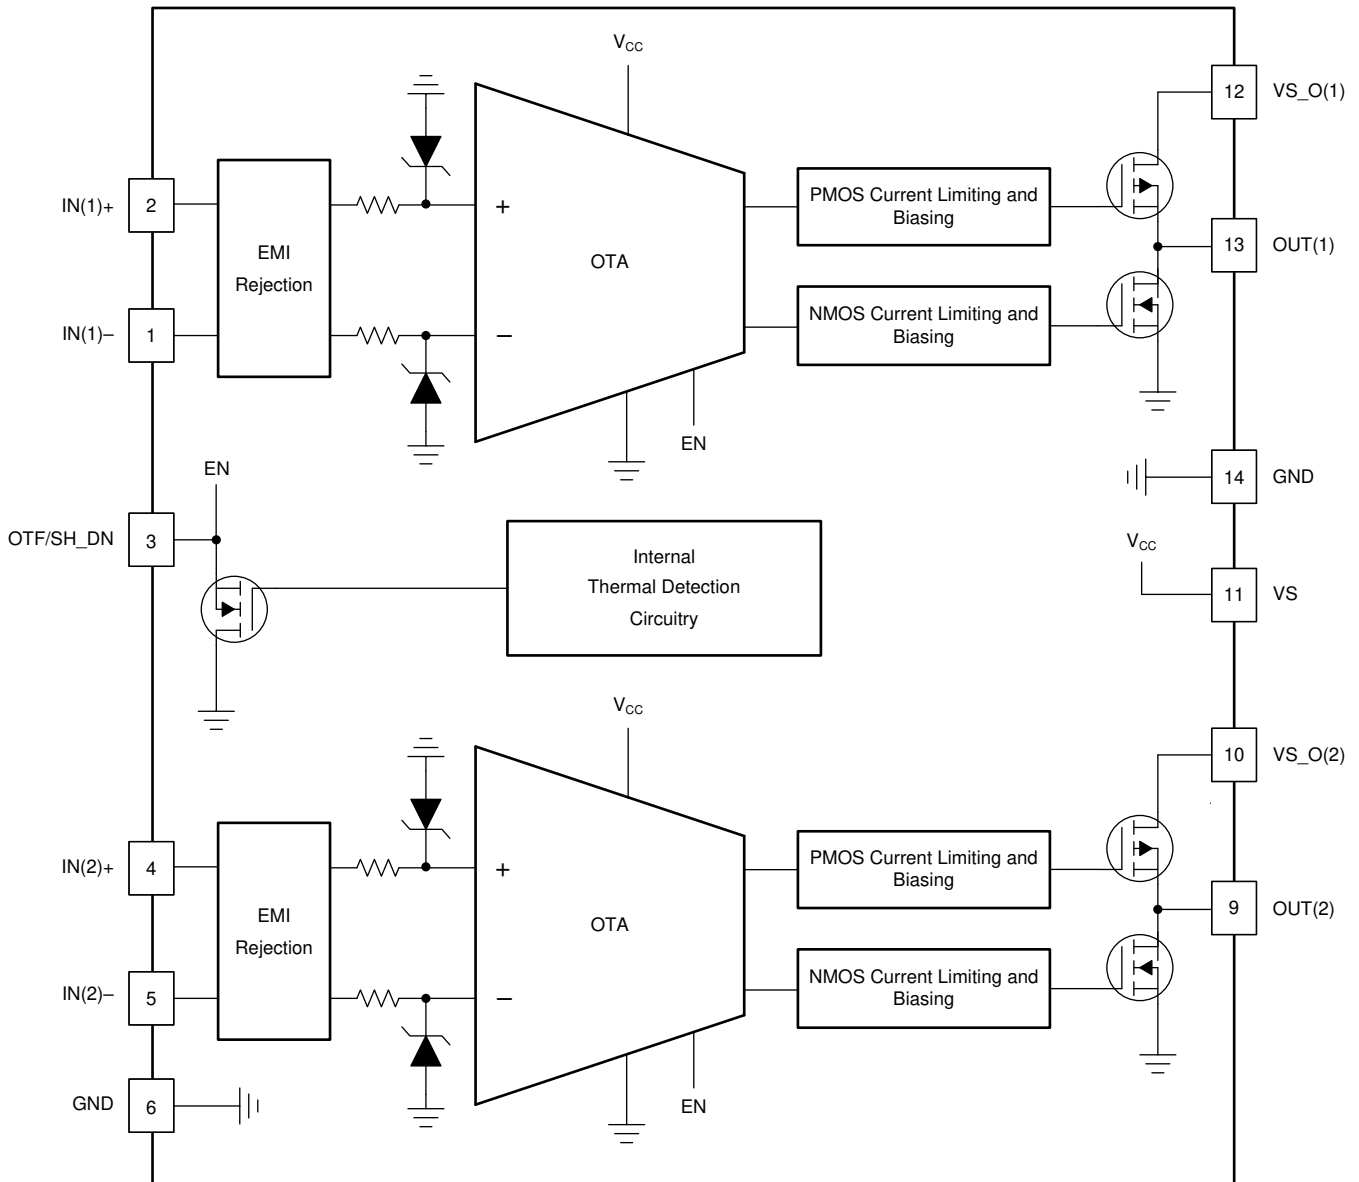 V_CC
12 VS_O(1)
IN(1)+ 2
+
PMOS Current Limiting and
Biasing
EMI
Rejection
OTA
13 OUT(1)
IN(1)– 1
–
NMOS Current Limiting and
Biasing
EN
EN
14 GND
OTF/SH_DN 3
Internal
Thermal Detection
Circuitry
V_CC
11 VS
V_CC
10 VS_O(2)
IN(2)+ 4
+
PMOS Current Limiting and
Biasing
EMI
Rejection
OTA
9 OUT(2)
IN(2)– 5
–
NMOS Current Limiting and
Biasing
GND 6
EN